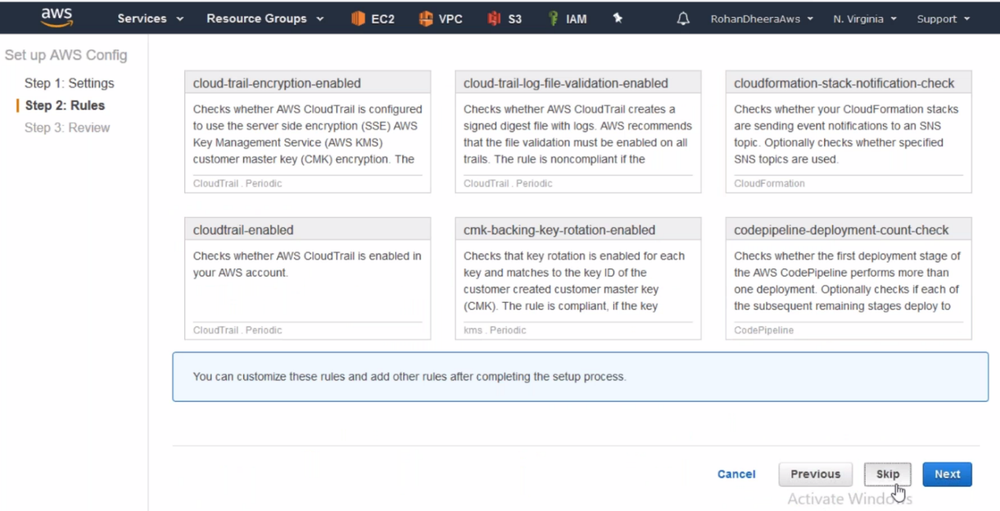 aws
Services Resource Groups EC2 VPC S3 IAM RohanDheeraAws N. Virginia Support
Set up AWS Config
Step 1: Settings
Step 2: Rules
Step 3: Review
cloud-trail-encryption-enabled
Checks whether AWS CloudTrail is configured
to use the server side encryption (SSE) AWS
Key Management Service (AWS KMS)
customer master key (CMK) encryption. The
CloudTrail . Periodic
cloud-trail-log-file-validation-enabled
Checks whether AWS CloudTrail creates a
signed digest file with logs. AWS recommends
that the file validation must be enabled on all
trails. The rule is noncompliant if the
CloudTrail . Periodic
cloudformation-stack-notification-check
Checks whether your CloudFormation stacks
are sending event notifications to an SNS
topic. Optionally checks whether specified
SNS topics are used.
CloudFormation
cloudtrail-enabled
Checks whether AWS CloudTrail is enabled in
your AWS account.
CloudTrail . Periodic
cmk-backing-key-rotation-enabled
Checks that key rotation is enabled for each
key and matches to the key ID of the
customer created customer master key
(CMK). The rule is compliant, if the key
kms . Periodic
codepipeline-deployment-count-check
Checks whether the first deployment stage of
the AWS CodePipeline performs more than
one deployment. Optionally checks if each of
the subsequent remaining stages deploy to
CodePipeline
You can customize these rules and add other rules after completing the setup process.
Cancel Previous Skip Next
Activate Windows